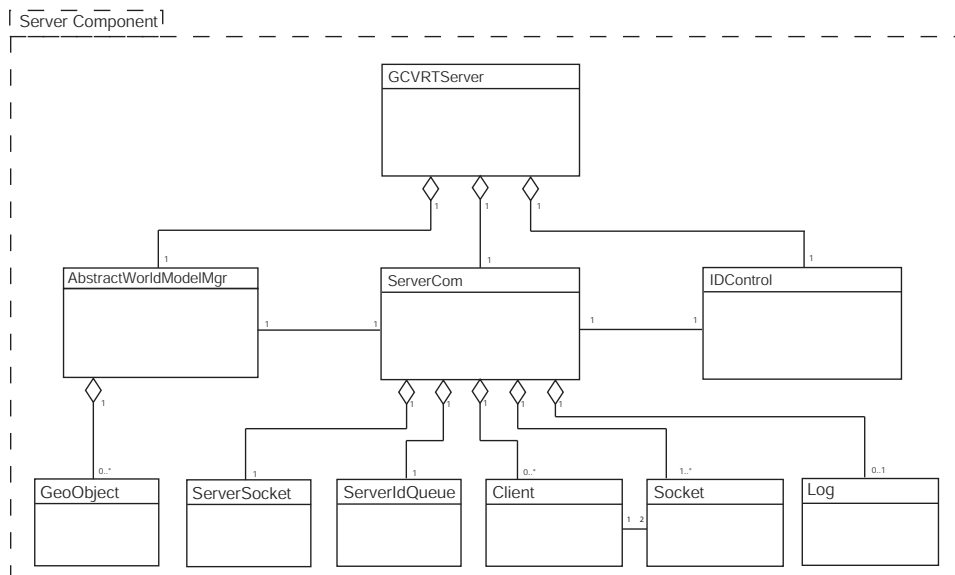 Server Component
GCVRTServer
1 1 1
1 1 1
AbstractWorldModelMgr ServerCom IDControl
1 1 1 1
1 1 1 1 1 1
0..* 1 1 0..* 1..* 0..1
GeoObject ServerSocket ServerIdQueue Client Socket Log
1 2